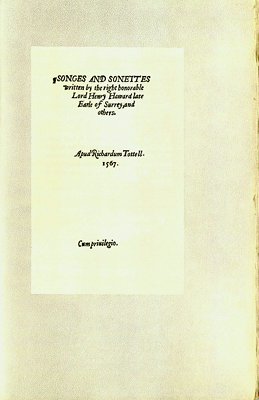 ¶SONGES AND SONETTES
written by the right honorable
Lord Henry Haward late
Earle of Surrey,and
others.
Apud Richardum Tottell.
1567.
Cum priuilegio.